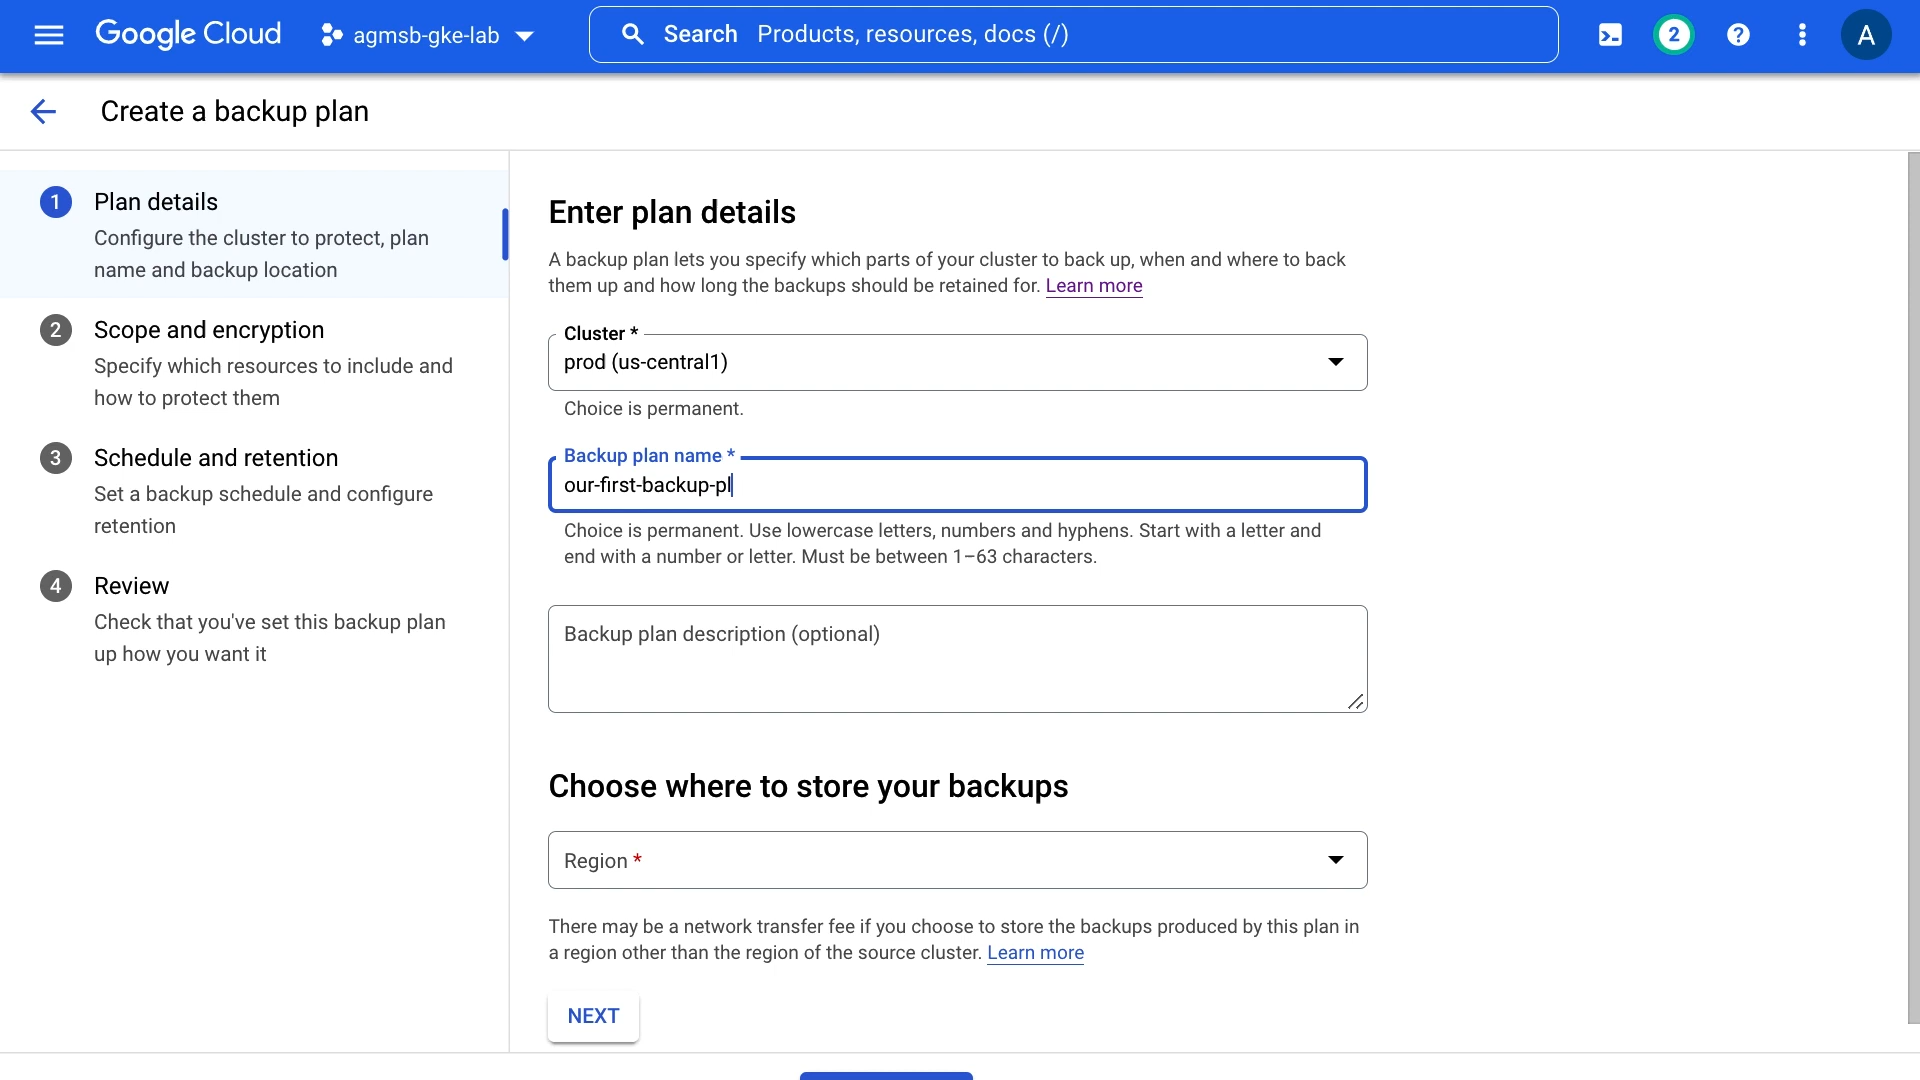 Google Cloud
agmsb-gke-lab
Search Products, resources, docs (/)
2
?
A
Create a backup plan
1
Plan details
Configure the cluster to protect, plan
name and backup location
2
Scope and encryption
Specify which resources to include and
how to protect them
3
Schedule and retention
Set a backup schedule and configure
retention
4
Review
Check that you've set this backup plan
up how you want it
Enter plan details
A backup plan lets you specify which parts of your cluster to back up, when and where to back
them up and how long the backups should be retained for. Learn more
Cluster *
prod (us-central1)
Choice is permanent.
Backup plan name *
our-first-backup-pl
Choice is permanent. Use lowercase letters, numbers and hyphens. Start with a letter and
end with a number or letter. Must be between 1–63 characters.
Backup plan description (optional)
Choose where to store your backups
Region *
There may be a network transfer fee if you choose to store the backups produced by this plan in
a region other than the region of the source cluster. Learn more
NEXT